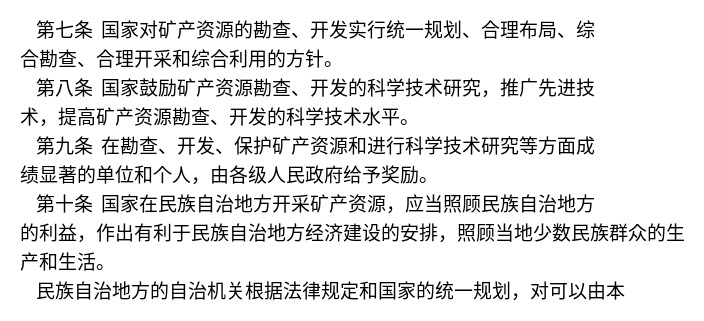 第七条 国家对矿产资源的勘查、开发实行统一规划、合理布局、综
合勘查、合理开采和综合利用的方针。
第八条 国家鼓励矿产资源勘查、开发的科学技术研究，推广先进技
术，提高矿产资源勘查、开发的科学技术水平。
第九条 在勘查、开发、保护矿产资源和进行科学技术研究等方面成
绩显著的单位和个人，由各级人民政府给予奖励。
第十条 国家在民族自治地方开采矿产资源，应当照顾民族自治地方
的利益，作出有利于民族自治地方经济建设的安排，照顾当地少数民族群众的生
产和生活。
民族自治地方的自治机关根据法律规定和国家的统一规划，对可以由本